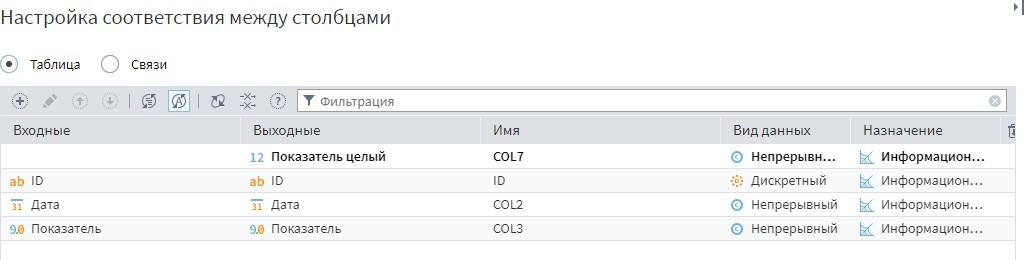 Настройка соответствия между столбцами
Таблица Связи
Фильтрация
Входные Выходные Имя Вид данных Назначение
12 Показатель целый COL7 Непрерывн... Информацион...
ab ID ab ID ID Дискретный Информацион...
31 Дата 31 Дата COL2 Непрерывный Информацион...
9.0 Показатель 9.0 Показатель COL3 Непрерывный Информацион...